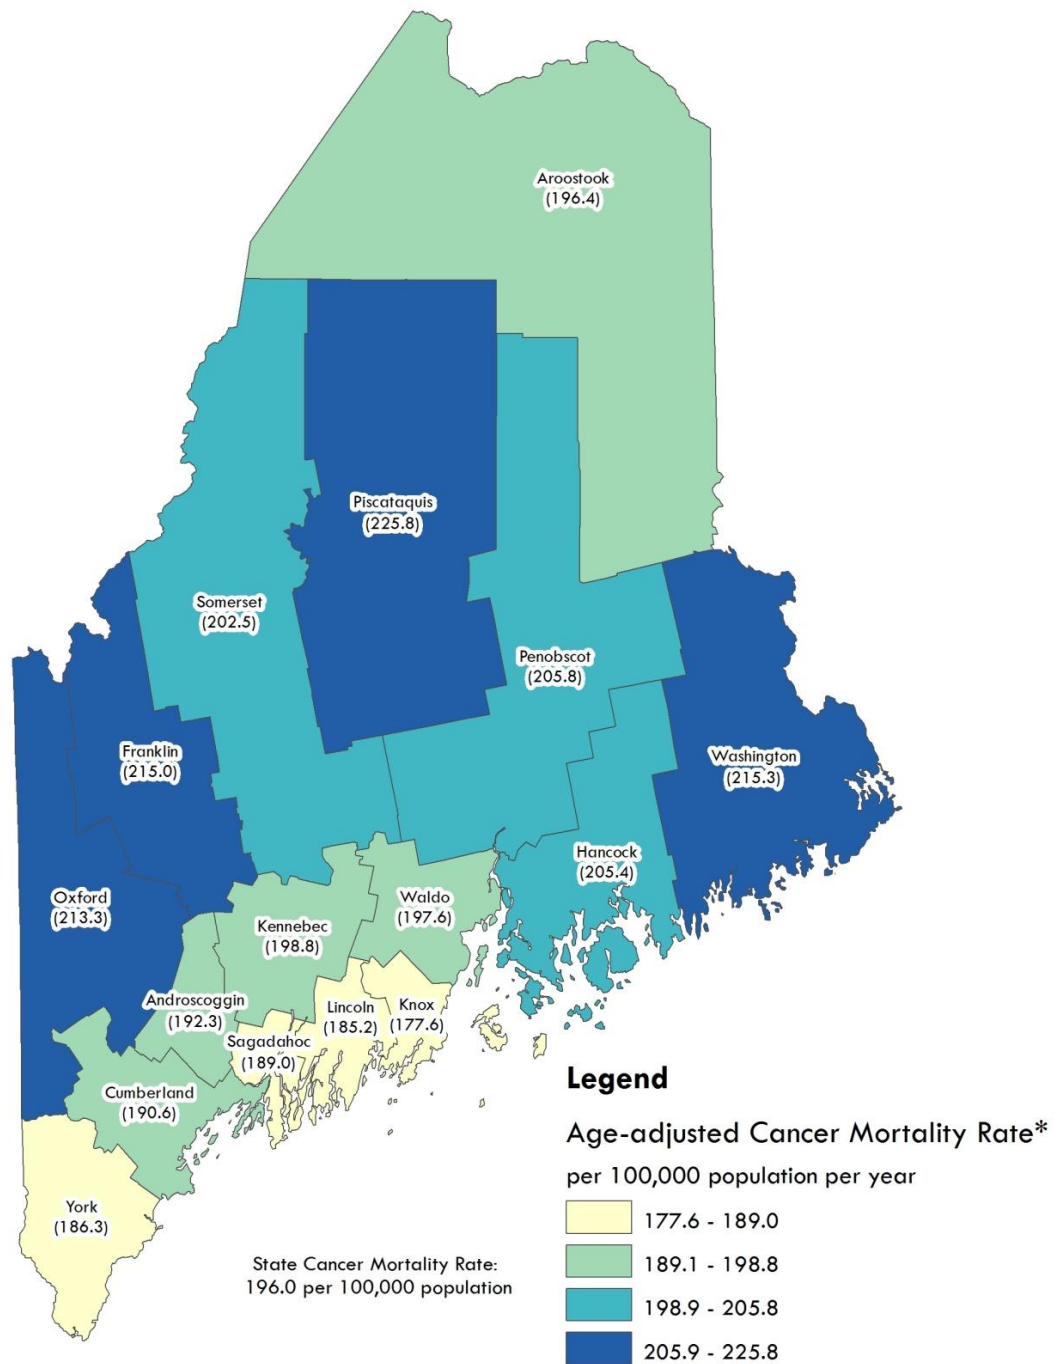 Aroostook
(196.4)
Piscataquis
(225.8)
Somerset
(202.5)
Penobscot
(205.8)
Franklin
(215.0)
Washington
(215.3)
Hancock
(205.4)
Oxford
(213.3)
Waldo
(197.6)
Kennebec
(198.8)
Androscoggin
(192.3)
Lincoln
(185.2)
Knox
(177.6)
Sagadahoc
(189.0)
Cumberland
(190.6)
York
(186.3)
State Cancer Mortality Rate:
196.0 per 100,000 population
Legend
Age-adjusted Cancer Mortality Rate*
per 100,000 population per year
177.6 - 189.0
189.1 - 198.8
198.9 - 205.8
205.9 - 225.8